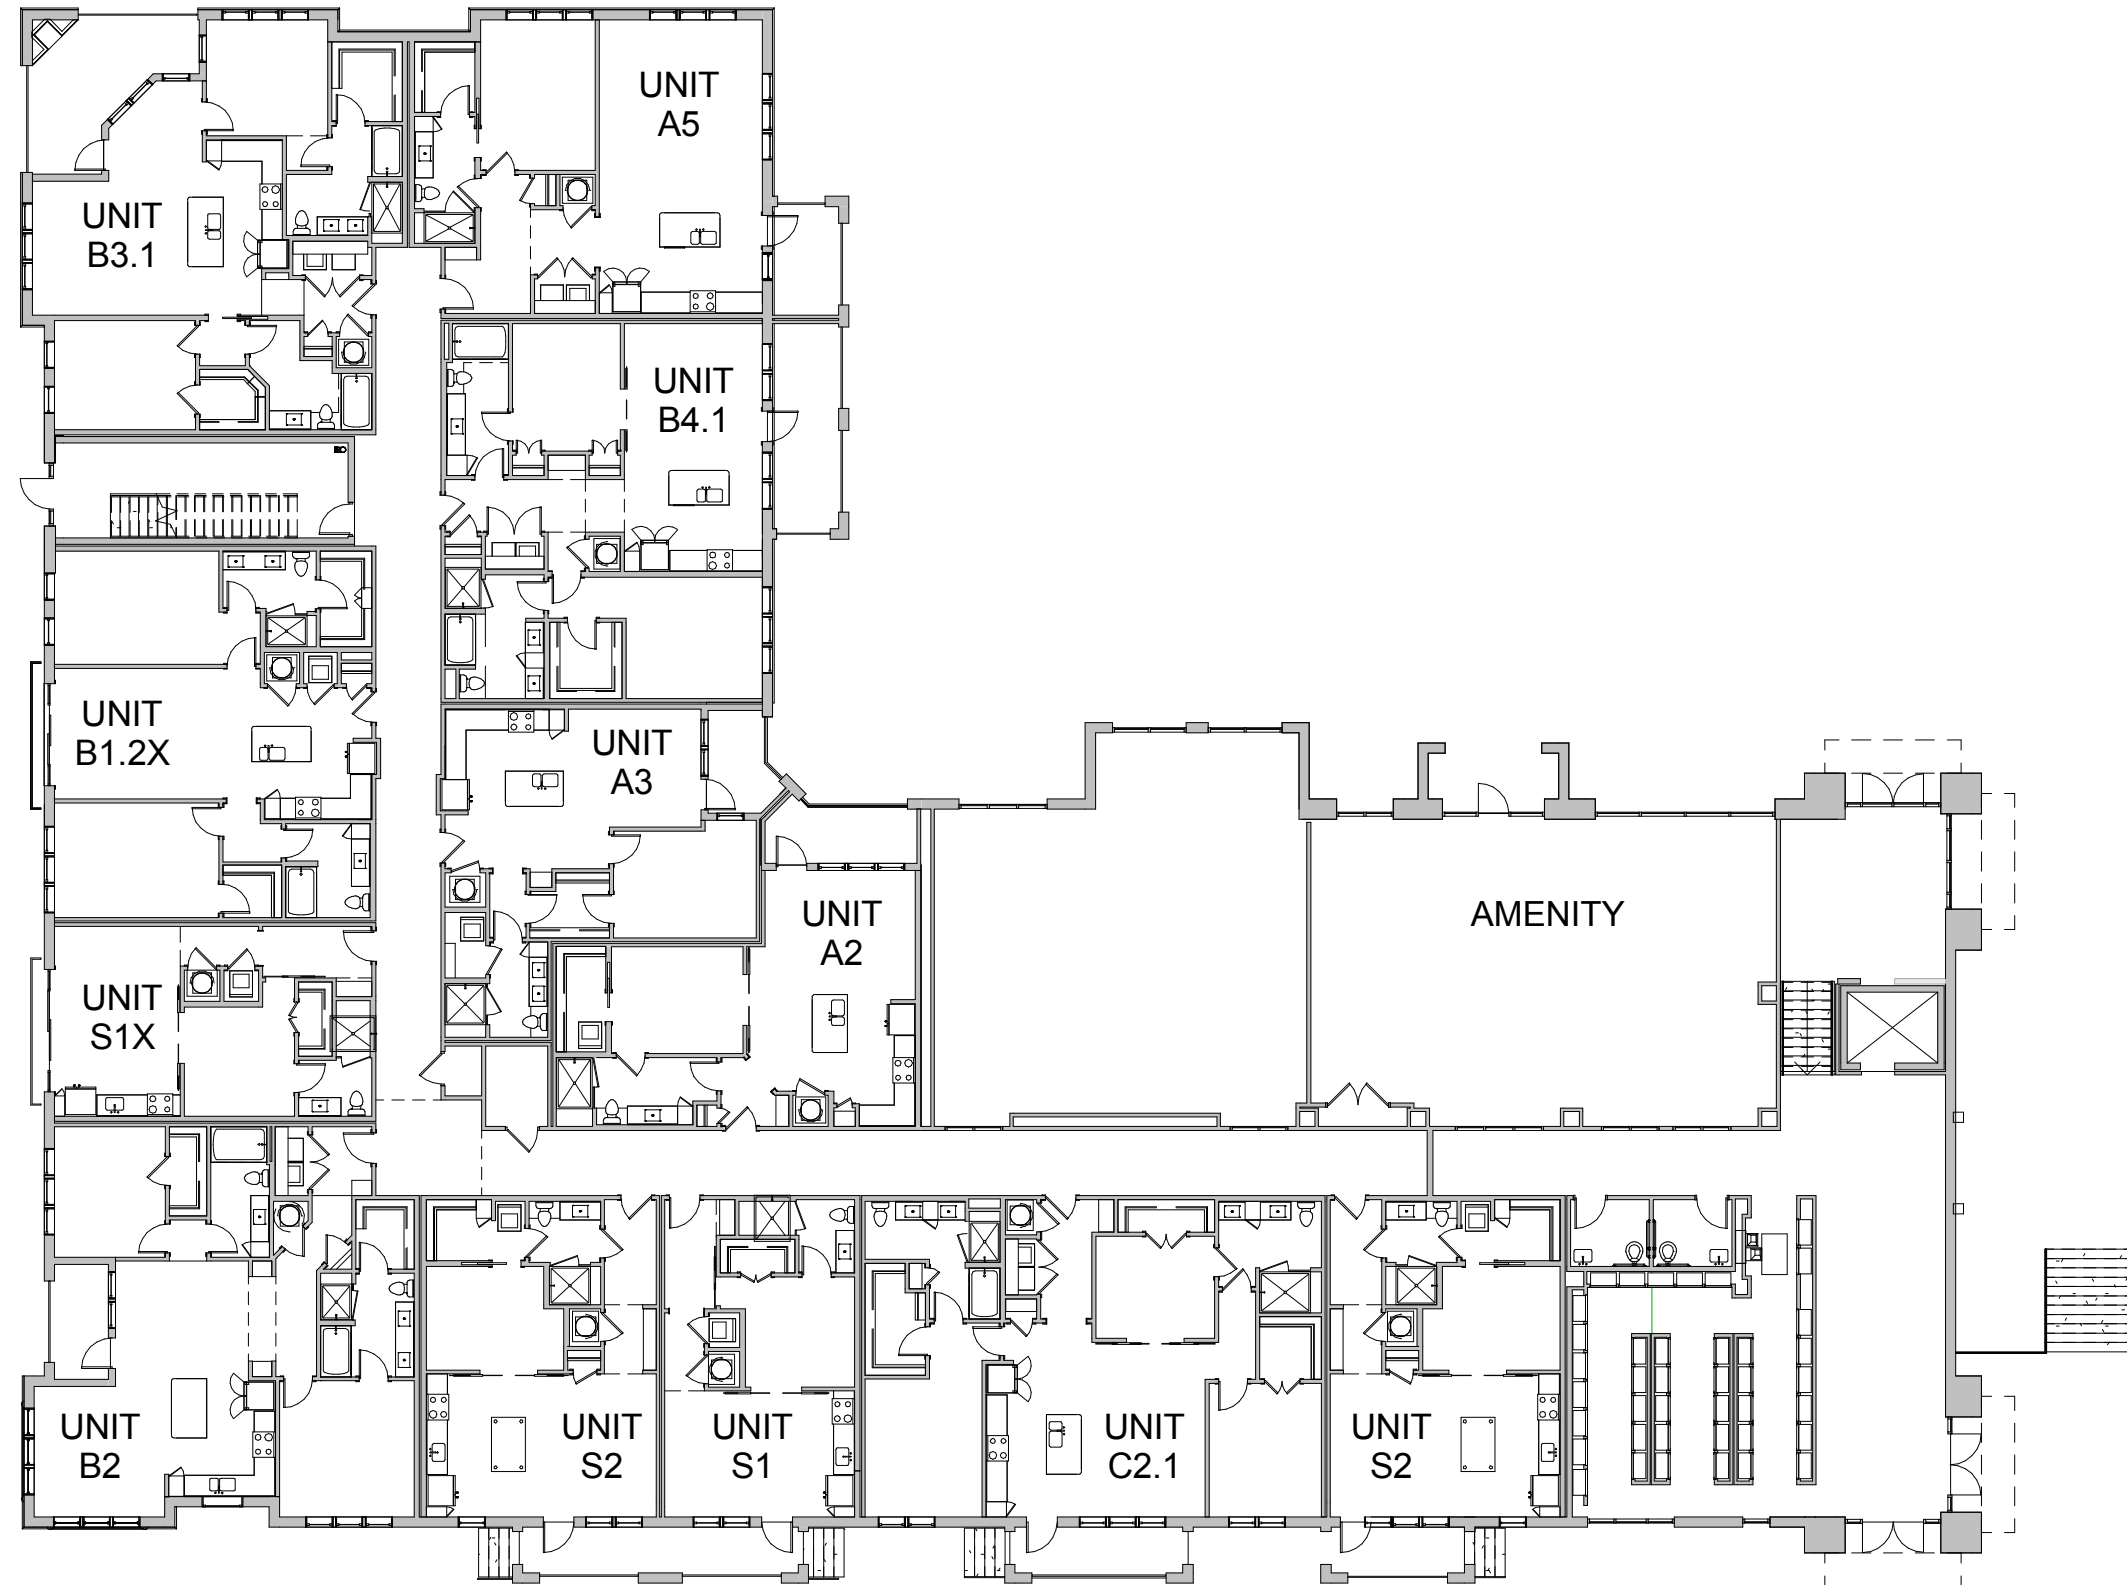 UNIT
A5
UNIT
B3.1
UNIT
B4.1
UNIT
B1.2X
UNIT
A3
UNIT
A2
AMENITY
UNIT
S1X
UNIT
B2
UNIT
S2
UNIT
S1
UNIT
C2.1
UNIT
S2